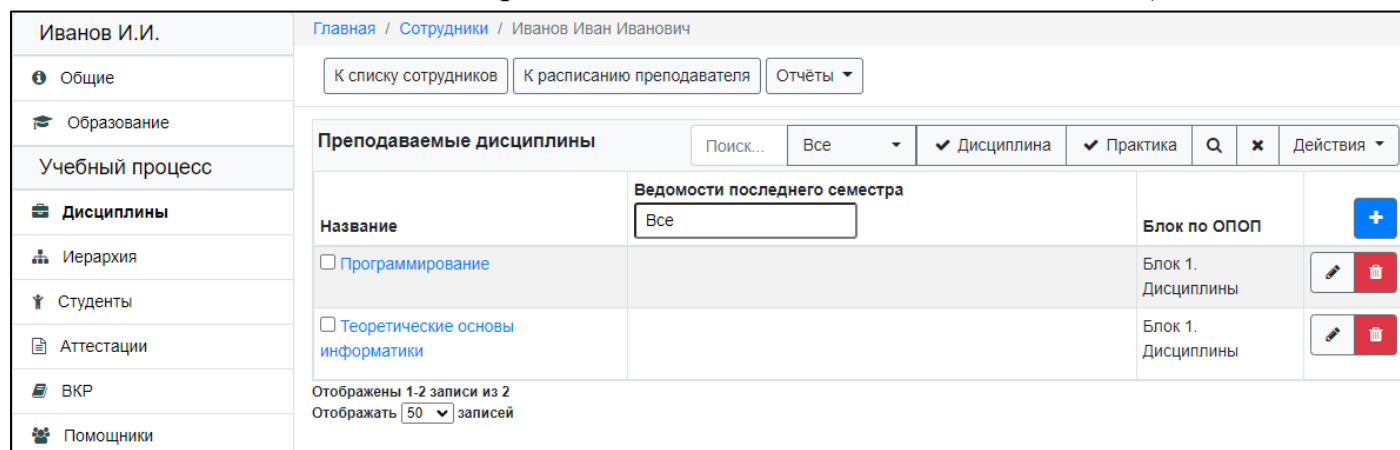 Иванов И.И.
Общие
Образование
Учебный процесс
Дисциплины
Иерархия
Студенты
Аттестации
ВКР
Помощники
Главная / Сотрудники / Иванов Иван Иванович
К списку сотрудников К расписанию преподавателя Отчёты
Преподаваемые дисциплины Поиск... Все Дисциплина Практика Действия
Ведомости последнего семестра
Все
Название Блок по ОПОП
Программирование Блок 1.
Дисциплины
Теоретические основы Блок 1.
информатики Дисциплины
Отображены 1-2 записи из 2
Отображать 50 записей